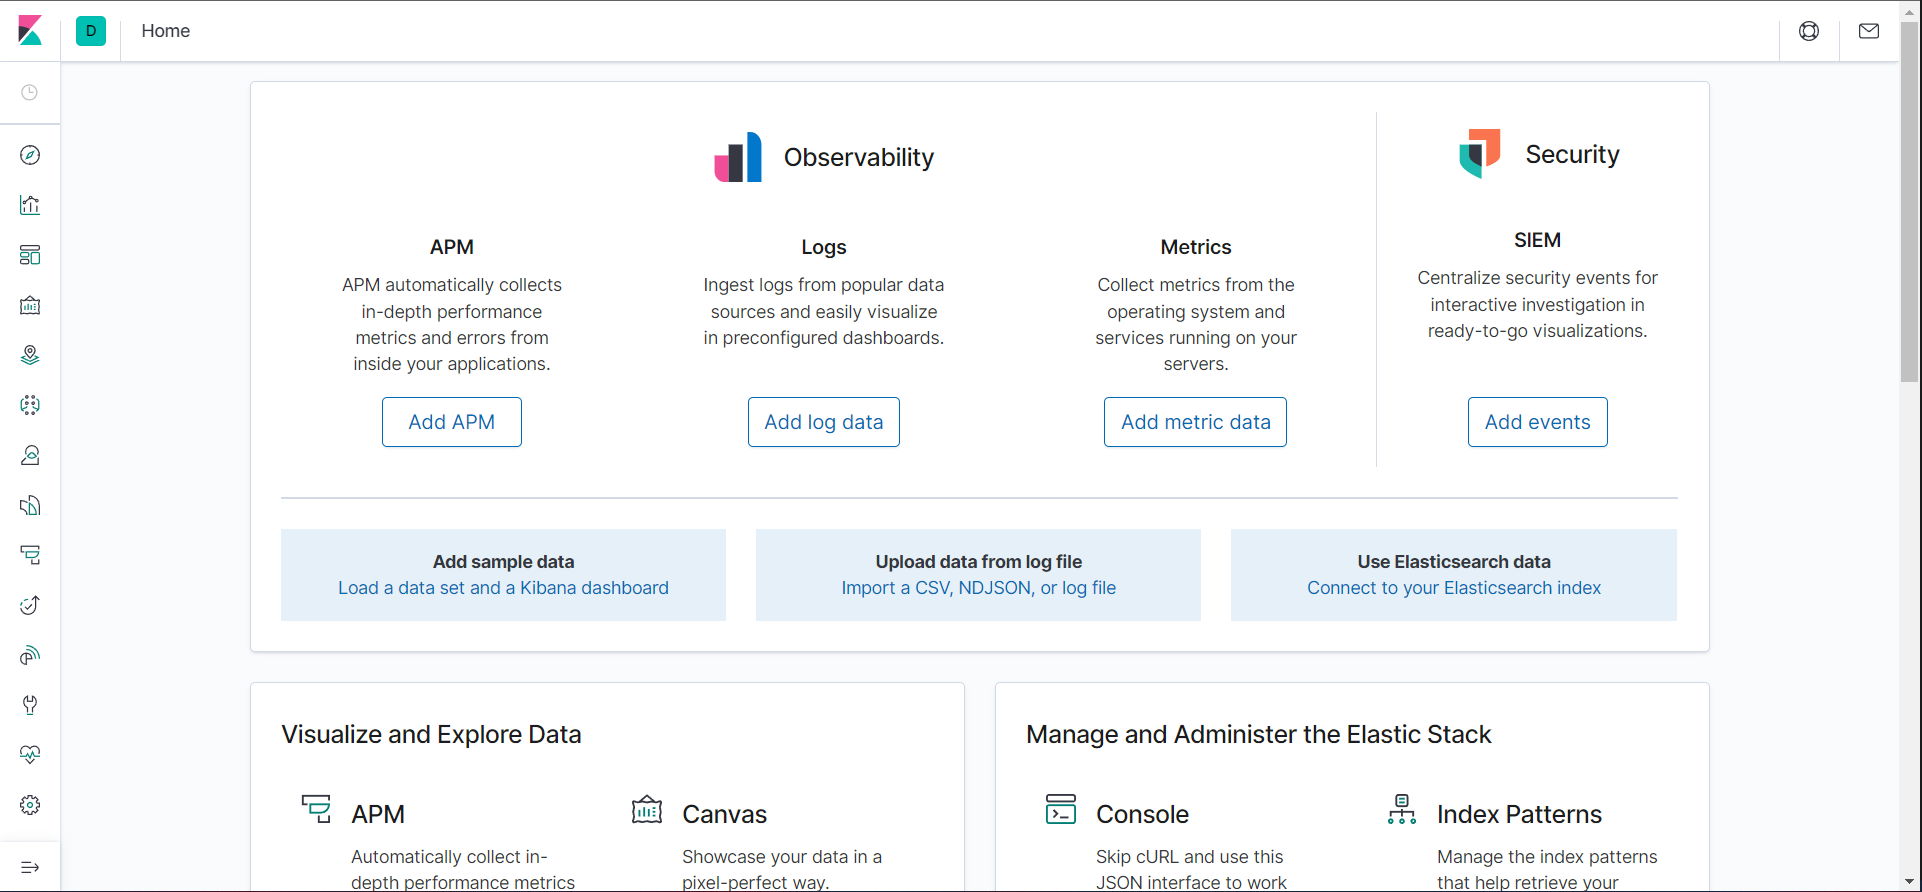 D
Home
Observability
Security
APM
APM automatically collects
in-depth performance
metrics and errors from
inside your applications.
Add APM
Logs
Ingest logs from popular data
sources and easily visualize
in preconfigured dashboards.
Add log data
Metrics
Collect metrics from the
operating system and
services running on your
servers.
Add metric data
SIEM
Centralize security events for
interactive investigation in
ready-to-go visualizations.
Add events
Add sample data
Load a data set and a Kibana dashboard
Upload data from log file
Import a CSV, NDJSON, or log file
Use Elasticsearch data
Connect to your Elasticsearch index
Visualize and Explore Data
APM
Automatically collect in-
depth performance metrics
Canvas
Showcase your data in a
pixel-perfect way.
Manage and Administer the Elastic Stack
Console
Skip cURL and use this
JSON interface to work
Index Patterns
Manage the index patterns
that help retrieve your